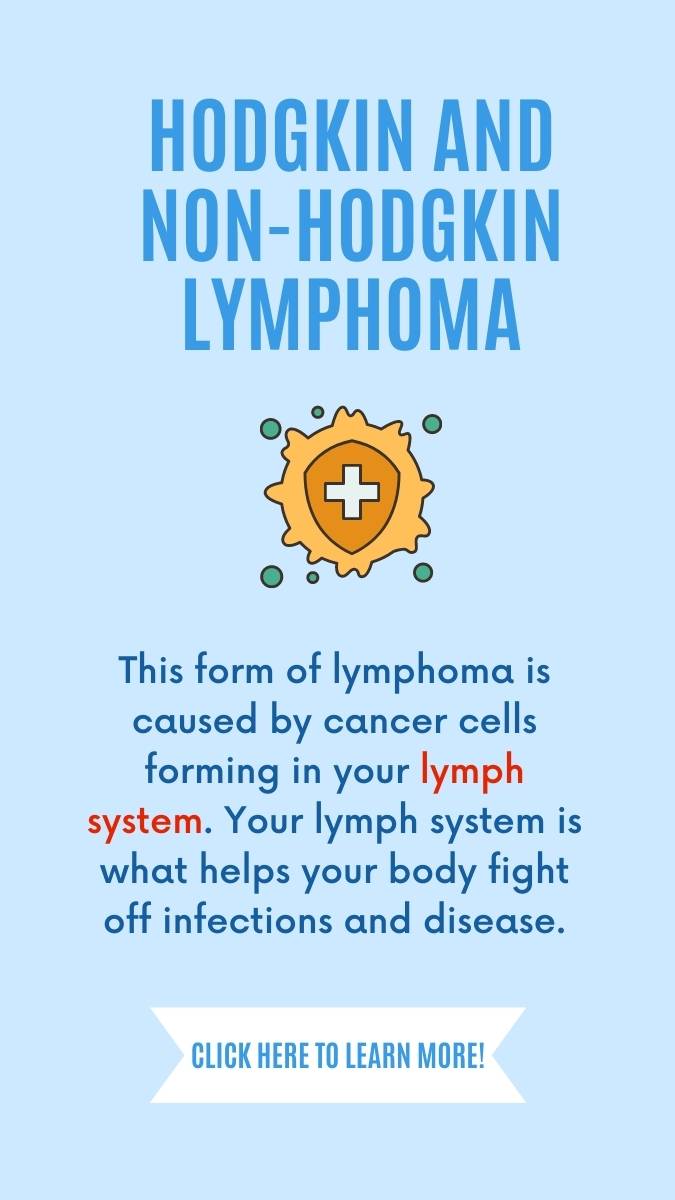 HODGKIN AND
NON-HODGKIN
LYMPHOMA
This form of lymphoma is
caused by cancer cells
forming in your lymph
system. Your lymph system is
what helps your body fight
off infections and disease.
CLICK HERE TO LEARN MORE!